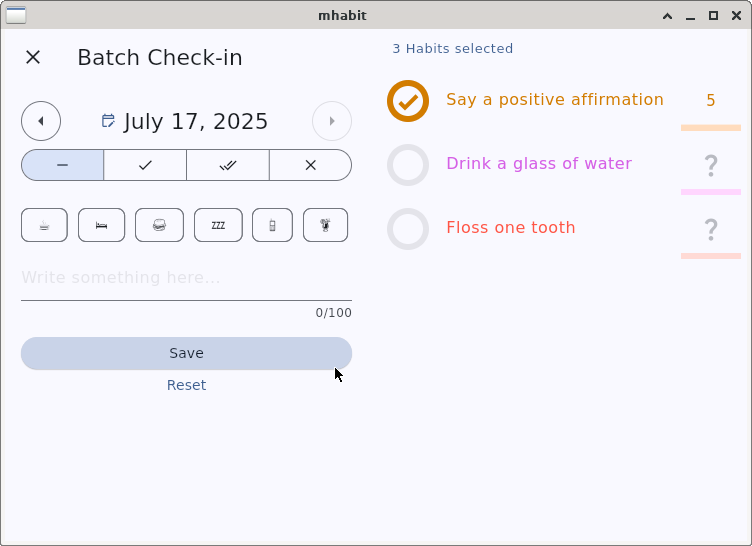 mhabit
Batch Check-in
July 17, 2025
zzz
Write something here...
0/100
Save
Reset
3 Habits selected
Say a positive affirmation
5
Drink a glass of water
?
Floss one tooth
?